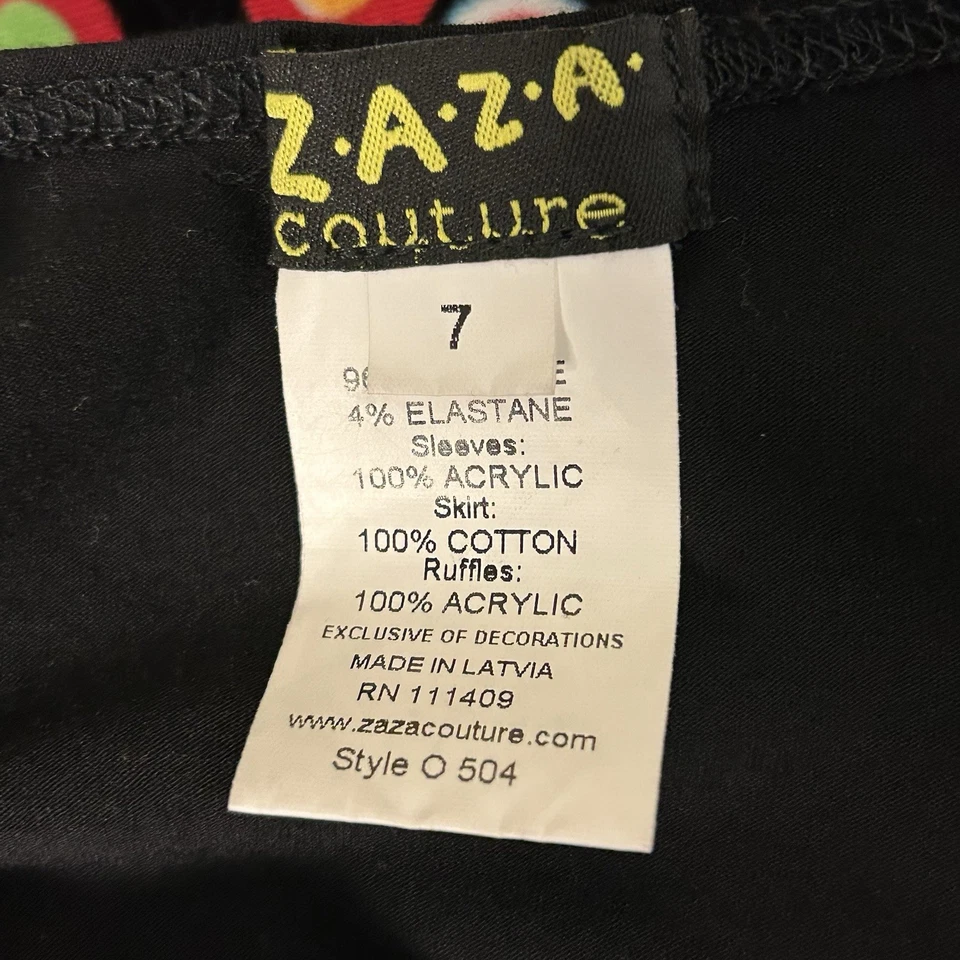 Z.A.Z.A.
couture
7
4% ELASTANE
Sleeves:
100% ACRYLIC
Skirt:
100% COTTON
Ruffles:
100% ACRYLIC
EXCLUSIVE OF DECORATIONS
MADE IN LATVIA
RN 111409
www.zazacouture.com
Style O 504